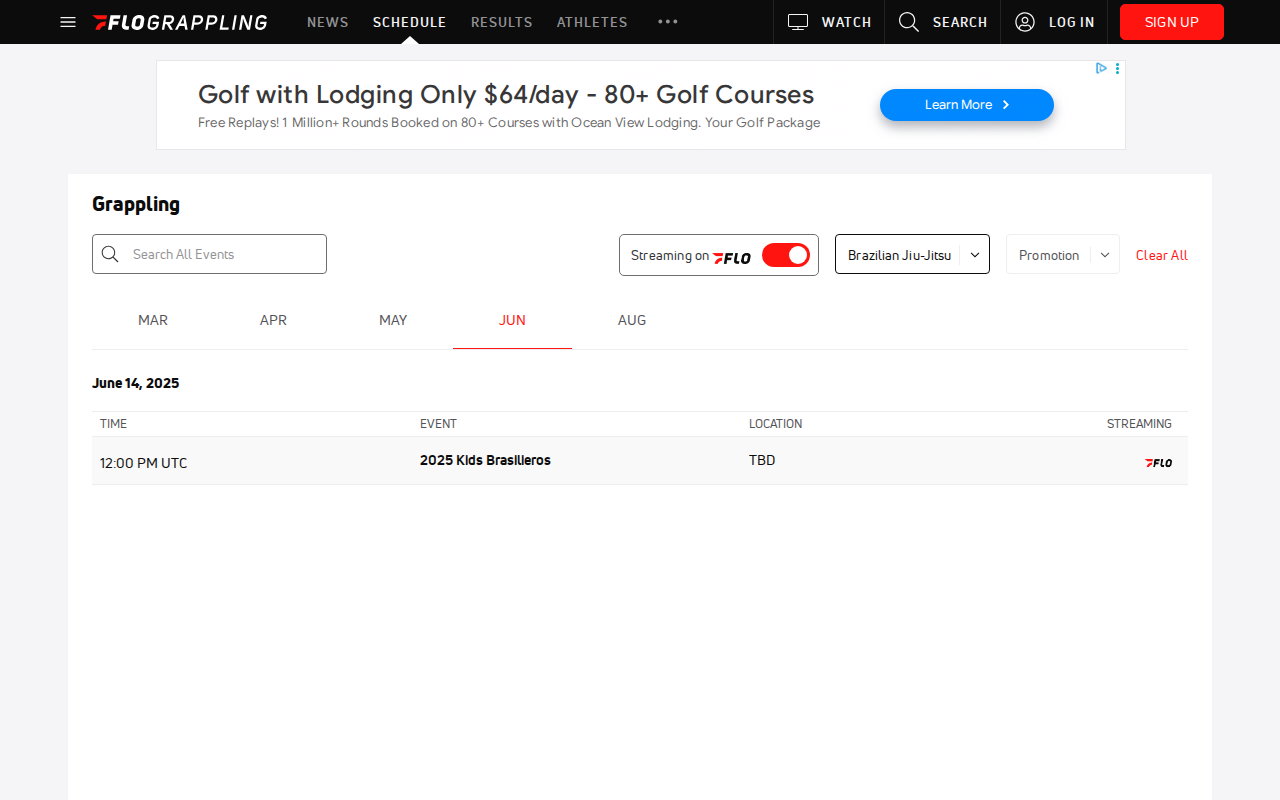 FLOGRAPPLING NEWS SCHEDULE RESULTS ATHLETES WATCH SEARCH LOG IN SIGN UP
Golf with Lodging Only $64/day - 80+ Golf Courses
Free Replays! 1 Million+ Rounds Booked on 80+ Courses with Ocean View Lodging. Your Golf Package
Learn More
Grappling
Search All Events
Streaming on FLO
Brazilian Jiu-Jitsu
Promotion
Clear All
MAR APR MAY JUN AUG
June 14, 2025
TIME EVENT LOCATION STREAMING
12:00 PM UTC 2025 Kids Brasilieros TBD FLO